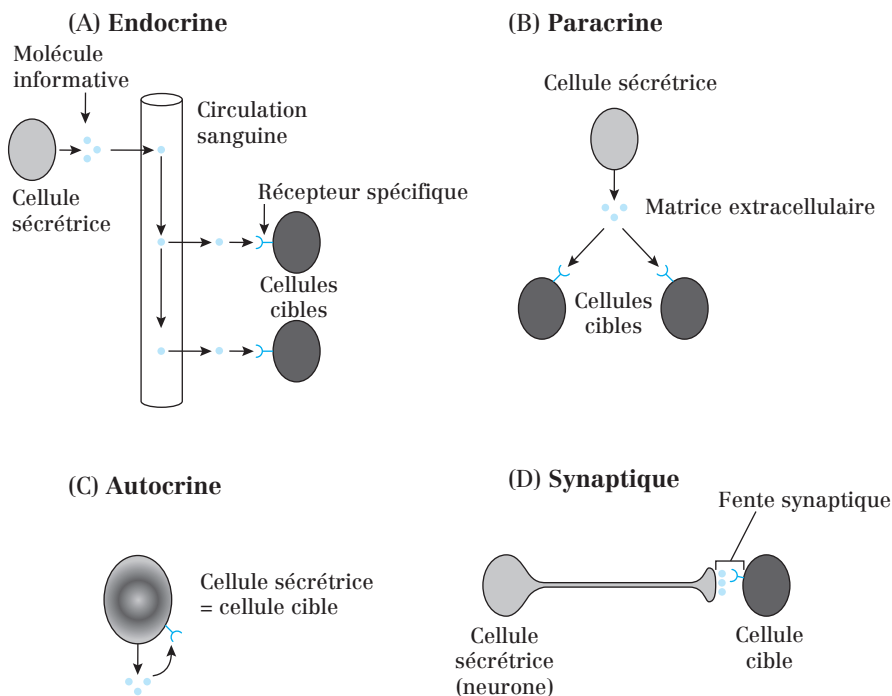 (A) Endocrine
Molécule
informative
Circulation
sanguine
Cellule
sécrétrice
Récepteur spécifique
Cellules
cibles
(B) Paracrine
Cellule sécrétrice
Matrice extracellulaire
Cellules
cibles
(C) Autocrine
Cellule sécrétrice
= cellule cible
(D) Synaptique
Fente synaptique
Cellule
sécrétrice
(neurone)
Cellule
cible